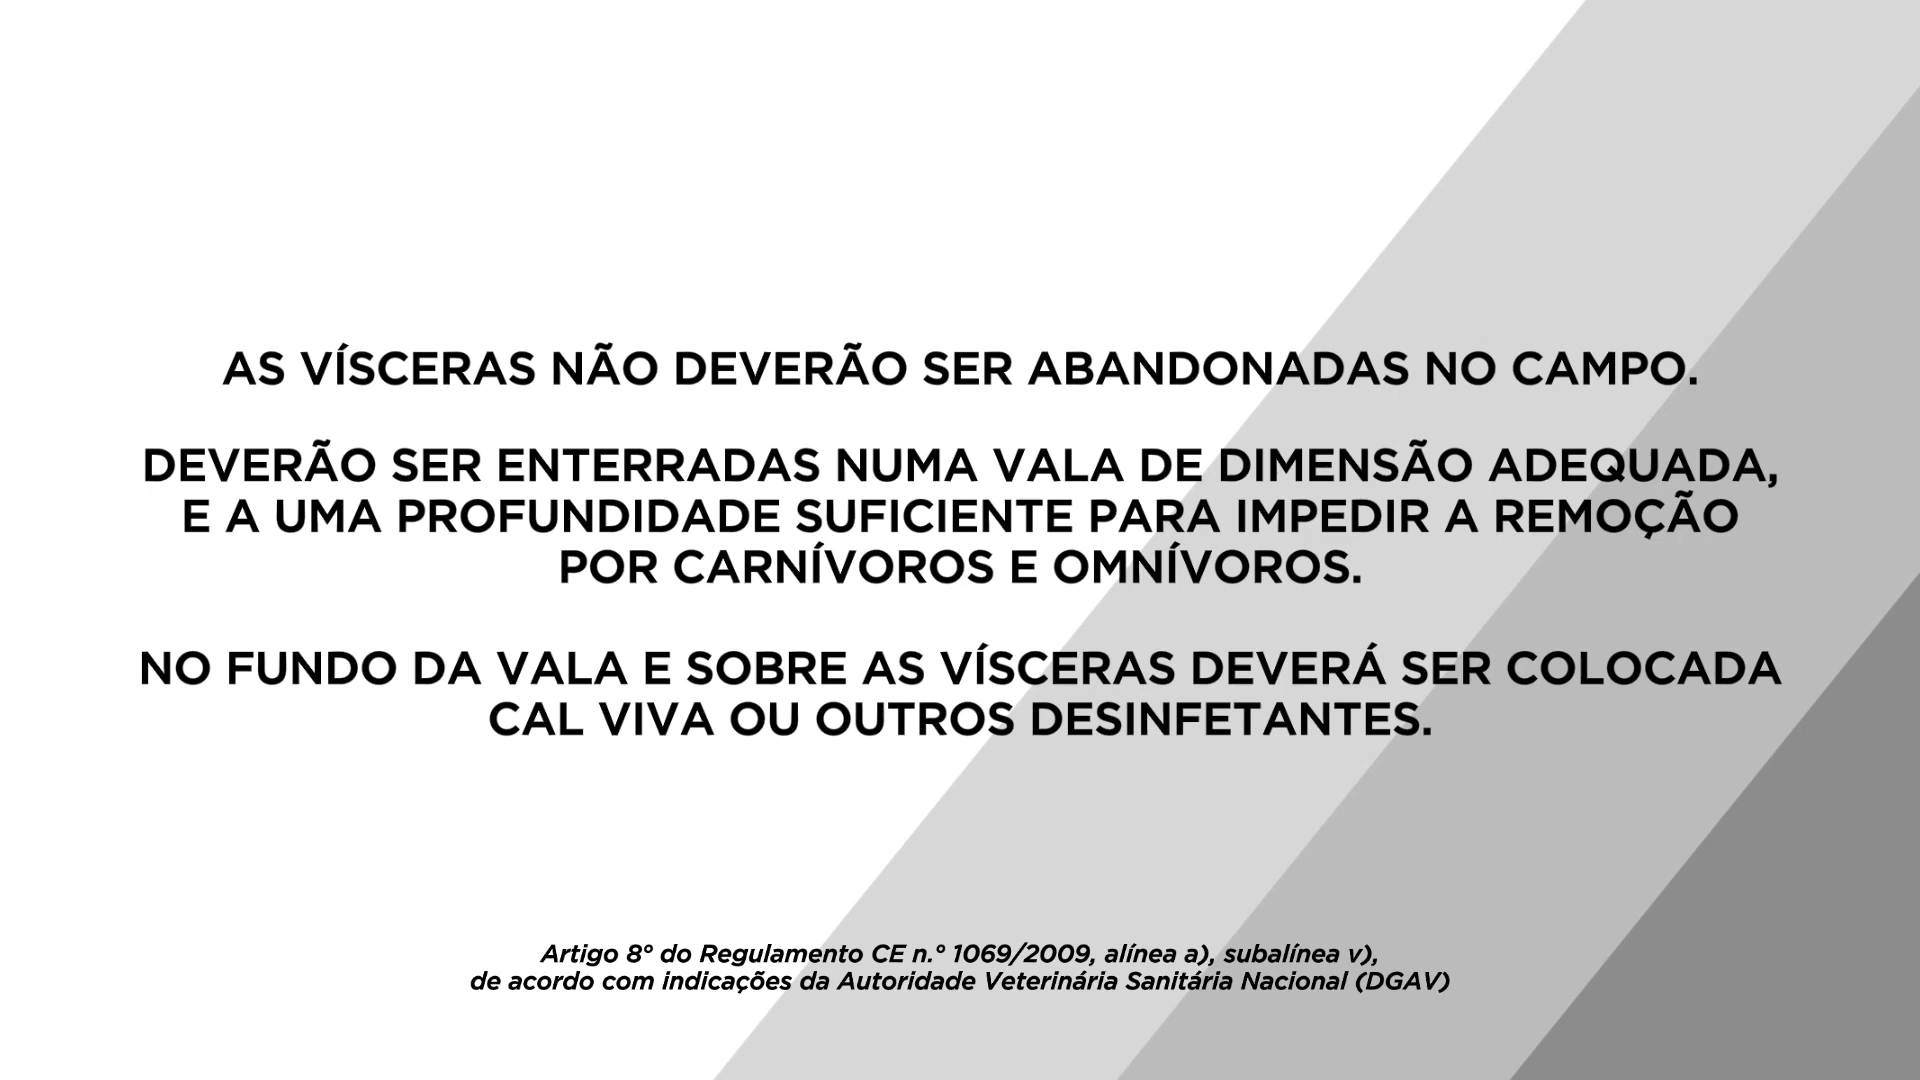 AS VÍSCERAS NÃO DEVERÃO SER ABANDONADAS NO CAMPO.
DEVERÃO SER ENTERRADAS NUMA VALA DE DIMENSÃO ADEQUADA,
E A UMA PROFUNDIDADE SUFICIENTE PARA IMPEDIR A REMOÇÃO
POR CARNÍVOROS E OMNÍVOROS.
NO FUNDO DA VALA E SOBRE AS VÍSCERAS DEVERÁ SER COLOCADA
CAL VIVA OU OUTROS DESINFETANTES.
Artigo 8º do Regulamento CE n.º 1069/2009, alínea a), subalínea v),
de acordo com indicações da Autoridade Veterinária Sanitária Nacional (DGAV)